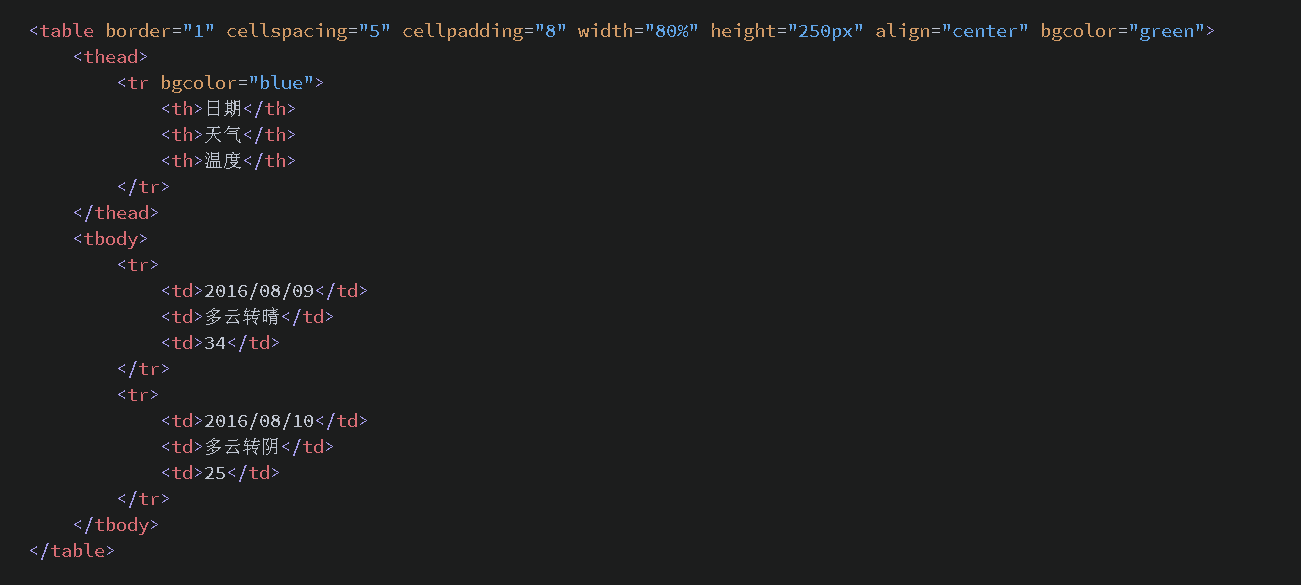 <table border="1" cellspacing="5" cellpadding="8" width="80%" height="250px" align="center" bgcolor="green">
    <thead>
        <tr bgcolor="blue">
            <th>日期</th>
            <th>天气</th>
            <th>温度</th>
        </tr>
    </thead>
    <tbody>
        <tr>
            <td>2016/08/09</td>
            <td>多云转晴</td>
            <td>34</td>
        </tr>
        <tr>
            <td>2016/08/10</td>
            <td>多云转阴</td>
            <td>25</td>
        </tr>
    </tbody>
</table>